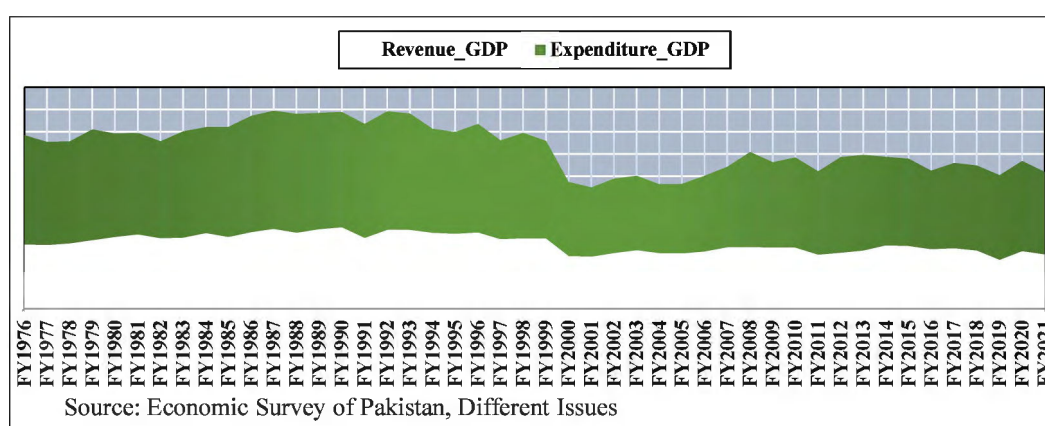 Revenue_GDP Expenditure_GDP
FY1976
FY1977
FY1978
FY1979
FY1980
FY1981
FY1982
FY1983
FY1984
FY1985
FY1986
FY1987
FY1988
FY1989
FY1990
FY1991
FY1992
FY1993
FY1994
FY1995
FY1996
FY1997
FY1998
FY1999
FY2000
FY2001
FY2002
FY2003
FY2004
FY2005
FY2006
FY2007
FY2008
FY2009
FY2010
FY2011
FY2012
FY2013
FY2014
FY2015
FY2016
FY2017
FY2018
FY2019
FY2020
FY2021
Source: Economic Survey of Pakistan, Different Issues